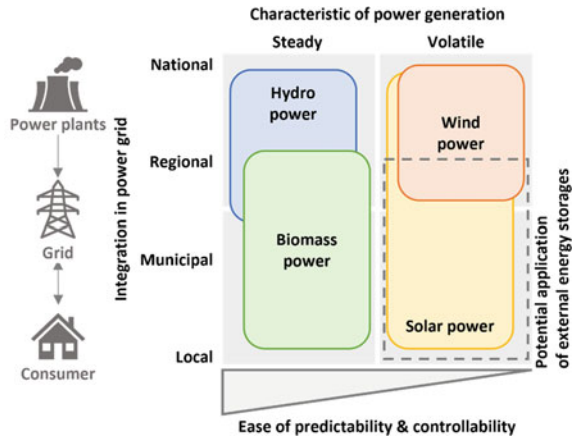 Characteristic of power generation
Steady
Volatile
National
Regional
Municipal
Local
Integration in power grid
Power plants
Grid
Consumer
Hydro
power
Wind
power
Biomass
power
Solar power
Potential application
of external energy storages
Ease of predictability & controllability